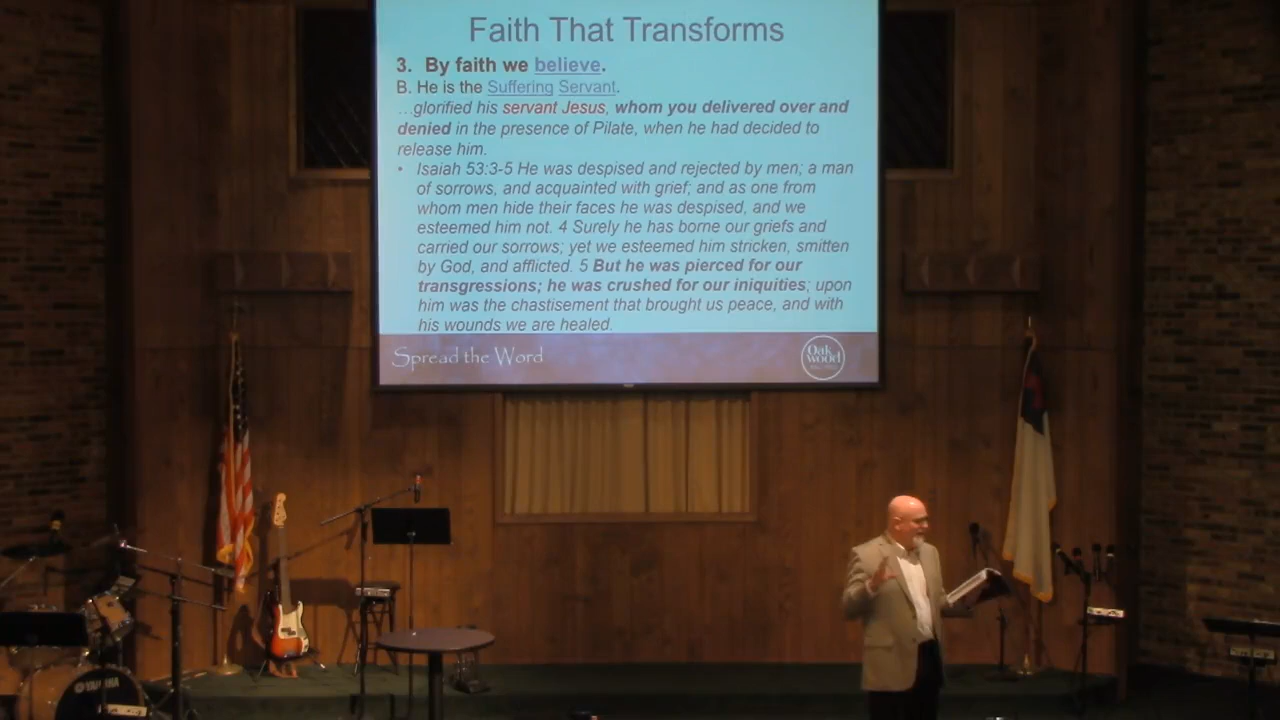 Faith That Transforms
3. By faith we believe.
B. He is the Suffering Servant.
…glorified his servant Jesus, whom you delivered over and
denied in the presence of Pilate, when he had decided to
release him.
• Isaiah 53:3-5 He was despised and rejected by men; a man
of sorrows, and acquainted with grief; and as one from
whom men hide their faces he was despised, and we
esteemed him not. 4 Surely he has borne our griefs and
carried our sorrows; yet we esteemed him stricken, smitten
by God, and afflicted. 5 But he was pierced for our
transgressions; he was crushed for our iniquities; upon
him was the chastisement that brought us peace, and with
his wounds we are healed.
Spread the Word
Oak
wood
YAMAHA